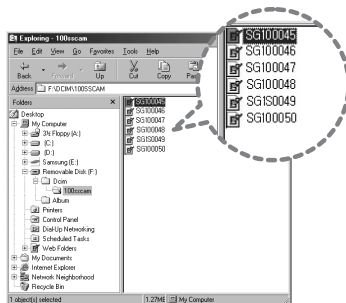 Exploring - 100sscam
File Edit View Go Favorites Tools Help
Back Forward Up Cut Copy
Address F:\DCIM\100SSCAM
Folders
Desktop
My Computer
3½ Floppy (A:)
(C:)
(D:)
Samsung (E:)
Removable Disk (F:)
Dcim
100sscam
Album
Printers
Control Panel
Dial-Up Networking
Scheduled Tasks
Web Folders
My Documents
Internet Explorer
Network Neighborhood
Recycle Bin
SG100045
SG100046
SG100047
SG100048
SG1S0049
SG100050
SG100045
SG100046
SG100047
SG100048
SG1S0049
SG100050
1 object(s) selected 1.27ME My Computer